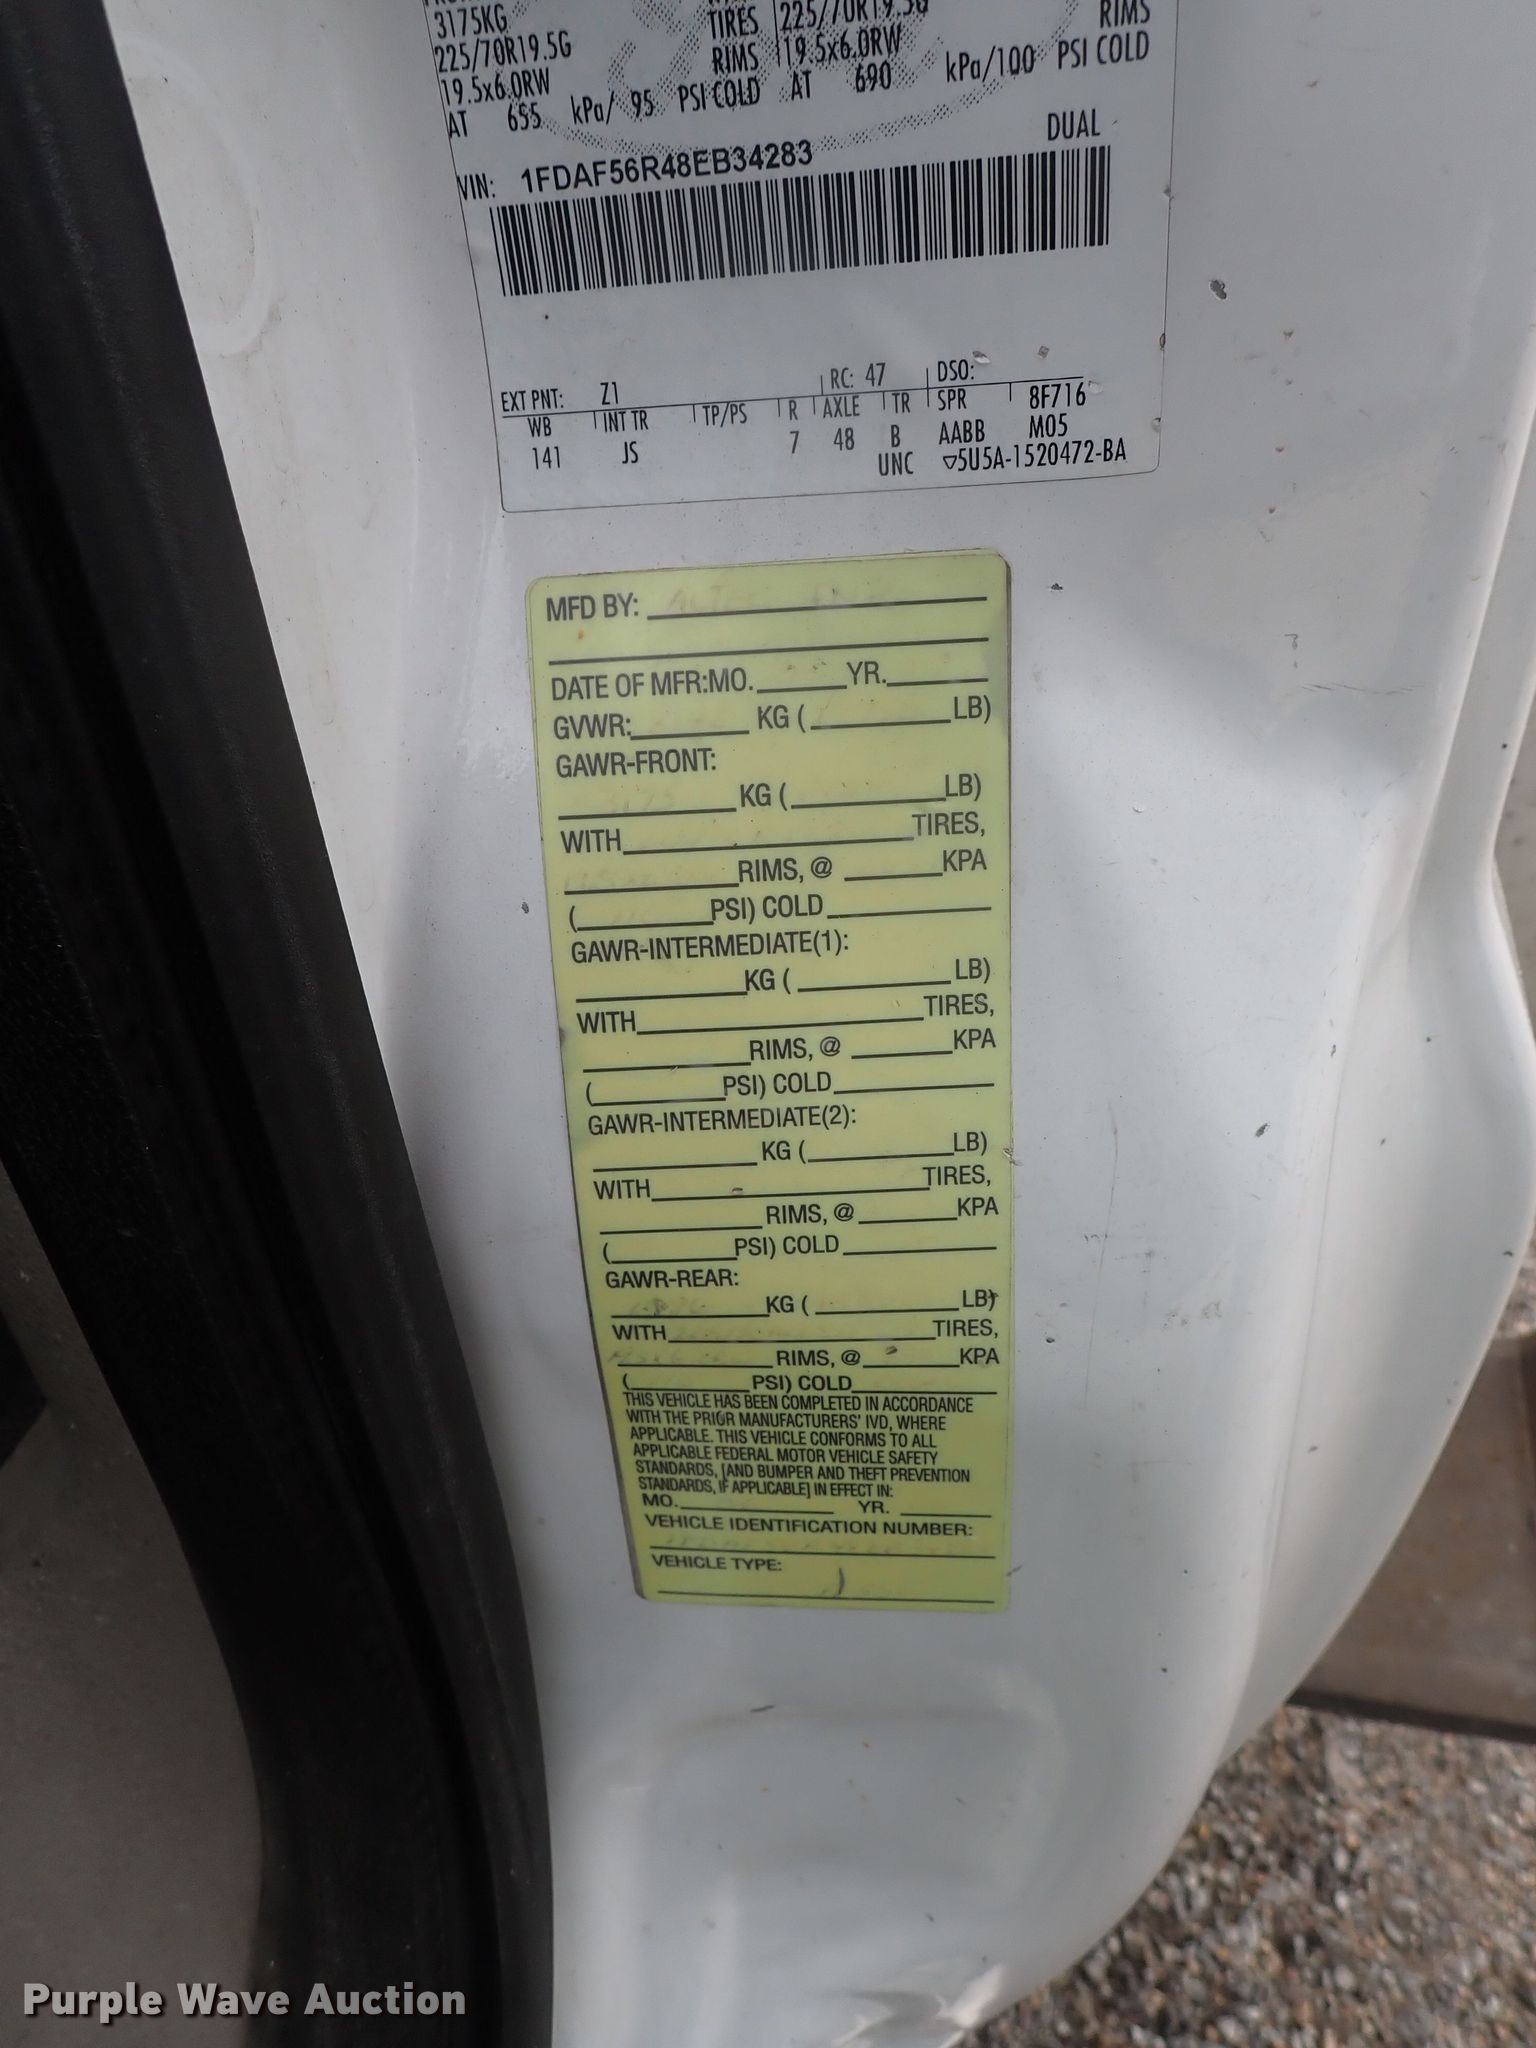 3175KG
225/70R19.5G TIRES 225/70R19.5G RIMS
19.5x6.0RW RIMS 19.5x6.0RW
AT 655 kPa/ 95 PSI COLD AT 690 kPa/100 PSI COLD
DUAL
VIN: 1FDAF56R48EB34283
EXT PNT: Z1 RC: 47 DSO:
WB INT TR TP/PS R AXLE TR SPR 8F716
141 JS 7 48 B AABB M05
UNC ▽5U5A-1520472-BA
MFD BY:
DATE OF MFR:MO. YR.
GVWR: KG ( LB)
GAWR-FRONT:
KG ( LB)
WITH TIRES,
RIMS, @ KPA
( PSI) COLD
GAWR-INTERMEDIATE(1):
KG ( LB)
WITH TIRES,
RIMS, @ KPA
( PSI) COLD
GAWR-INTERMEDIATE(2):
KG ( LB)
WITH TIRES,
RIMS, @ KPA
( PSI) COLD
GAWR-REAR:
KG ( LB)
WITH TIRES,
RIMS, @ KPA
( PSI) COLD
THIS VEHICLE HAS BEEN COMPLETED IN ACCORDANCE
WITH THE PRIOR MANUFACTURERS' IVD, WHERE
APPLICABLE. THIS VEHICLE CONFORMS TO ALL
APPLICABLE FEDERAL MOTOR VEHICLE SAFETY
STANDARDS, [AND BUMPER AND THEFT PREVENTION
STANDARDS, IF APPLICABLE] IN EFFECT IN:
MO. YR.
VEHICLE IDENTIFICATION NUMBER:
VEHICLE TYPE:
Purple Wave Auction